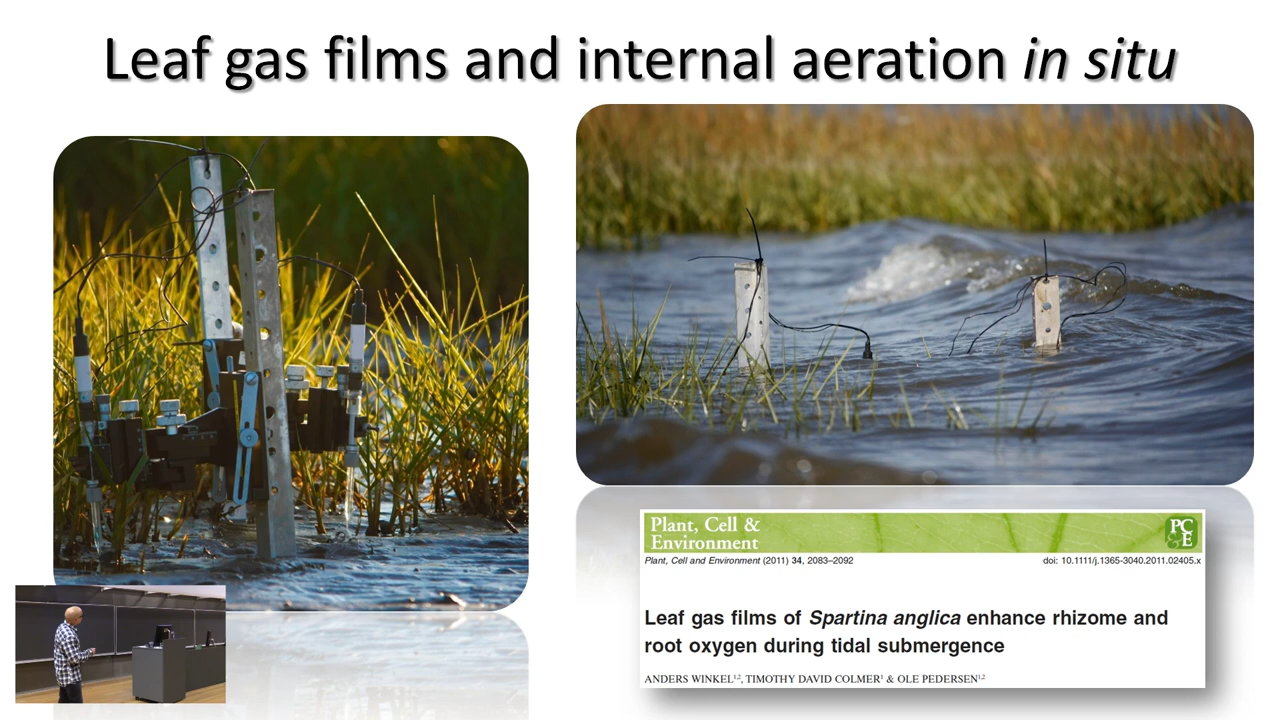 Leaf gas films and internal aeration in situ
Plant, Cell &
Environment
PC
E
Plant, Cell and Environment (2011) 34, 2083–2092
doi: 10.1111/j.1365-3040.2011.02405.x
Leaf gas films of Spartina anglica enhance rhizome and
root oxygen during tidal submergence
ANDERS WINKEL1,2, TIMOTHY DAVID COLMER1 & OLE PEDERSEN1,2